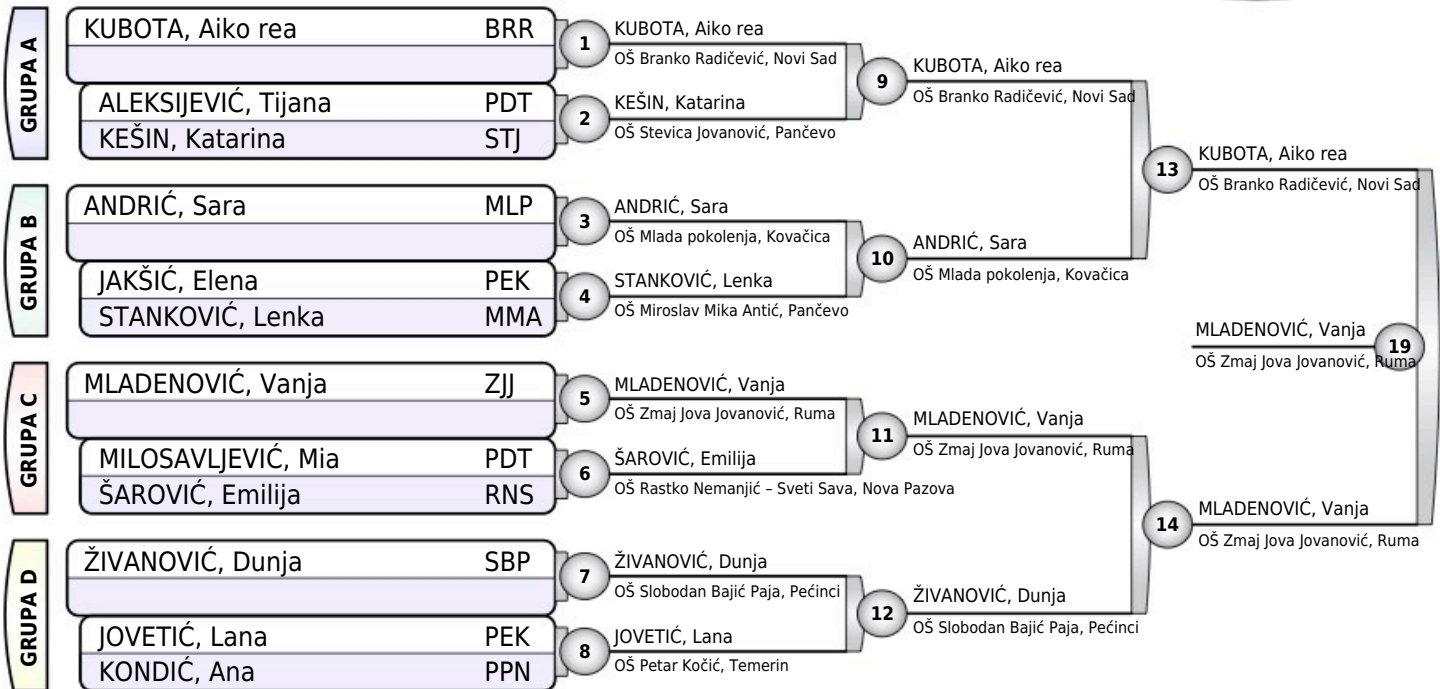 GRUPA A
KUBOTA, Aiko rea BRR
ALEKSIJEVIĆ, Tijana PDT
KEŠIN, Katarina STJ
1
KUBOTA, Aiko rea
OŠ Branko Radičević, Novi Sad
2
KEŠIN, Katarina
OŠ Stevica Jovanović, Pančevo
9
KUBOTA, Aiko rea
OŠ Branko Radičević, Novi Sad
GRUPA B
ANDRIĆ, Sara MLP
JAKŠIĆ, Elena PEK
STANKOVIĆ, Lenka MMA
3
ANDRIĆ, Sara
OŠ Mlada pokolenja, Kovačica
4
STANKOVIĆ, Lenka
OŠ Miroslav Mika Antić, Pančevo
10
ANDRIĆ, Sara
OŠ Mlada pokolenja, Kovačica
13
KUBOTA, Aiko rea
OŠ Branko Radičević, Novi Sad
GRUPA C
MLADENOVIĆ, Vanja ZJJ
MILOSAVLJEVIĆ, Mia PDT
ŠAROVIĆ, Emilija RNS
5
MLADENOVIĆ, Vanja
OŠ Zmaj Jova Jovanović, Ruma
6
ŠAROVIĆ, Emilija
OŠ Rastko Nemanjić – Sveti Sava, Nova Pazova
11
MLADENOVIĆ, Vanja
OŠ Zmaj Jova Jovanović, Ruma
GRUPA D
ŽIVANOVIĆ, Dunja SBP
JOVETIĆ, Lana PEK
KONDIĆ, Ana PPN
7
ŽIVANOVIĆ, Dunja
OŠ Slobodan Bajić Paja, Pećinci
8
JOVETIĆ, Lana
OŠ Petar Kočić, Temerin
12
ŽIVANOVIĆ, Dunja
OŠ Slobodan Bajić Paja, Pećinci
14
MLADENOVIĆ, Vanja
OŠ Zmaj Jova Jovanović, Ruma
MLADENOVIĆ, Vanja
19
OŠ Zmaj Jova Jovanović, Ruma